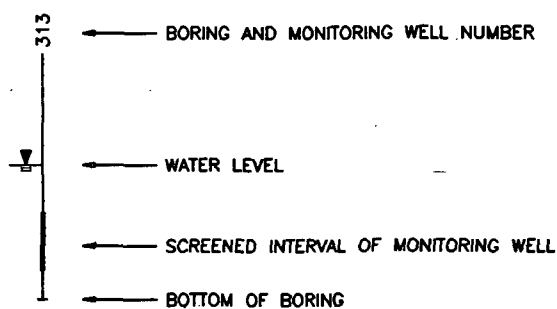 313
BORING AND MONITORING WELL NUMBER
WATER LEVEL
SCREENED INTERVAL OF MONITORING WELL
BOTTOM OF BORING